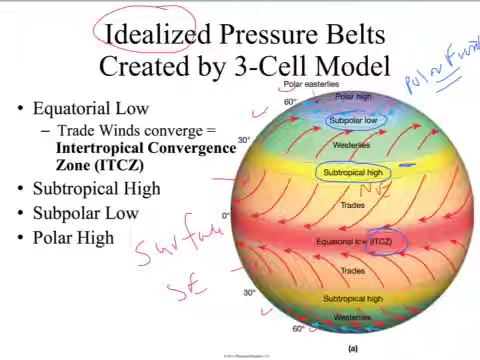 Idealized Pressure Belts
Created by 3-Cell Model
• Equatorial Low
– Trade Winds converge =
Intertropical Convergence
Zone (ITCZ)
• Subtropical High
• Subpolar Low
• Polar High
Polar Front
Polar easterlies
60°
Polar high
Subpolar low
30°
Westerlies
Subtropical high
NE
Trades
0°
Equatorial low (ITCZ)
Surface
Trades
SE
30°
Subtropical high
Westerlies
60°
(a)